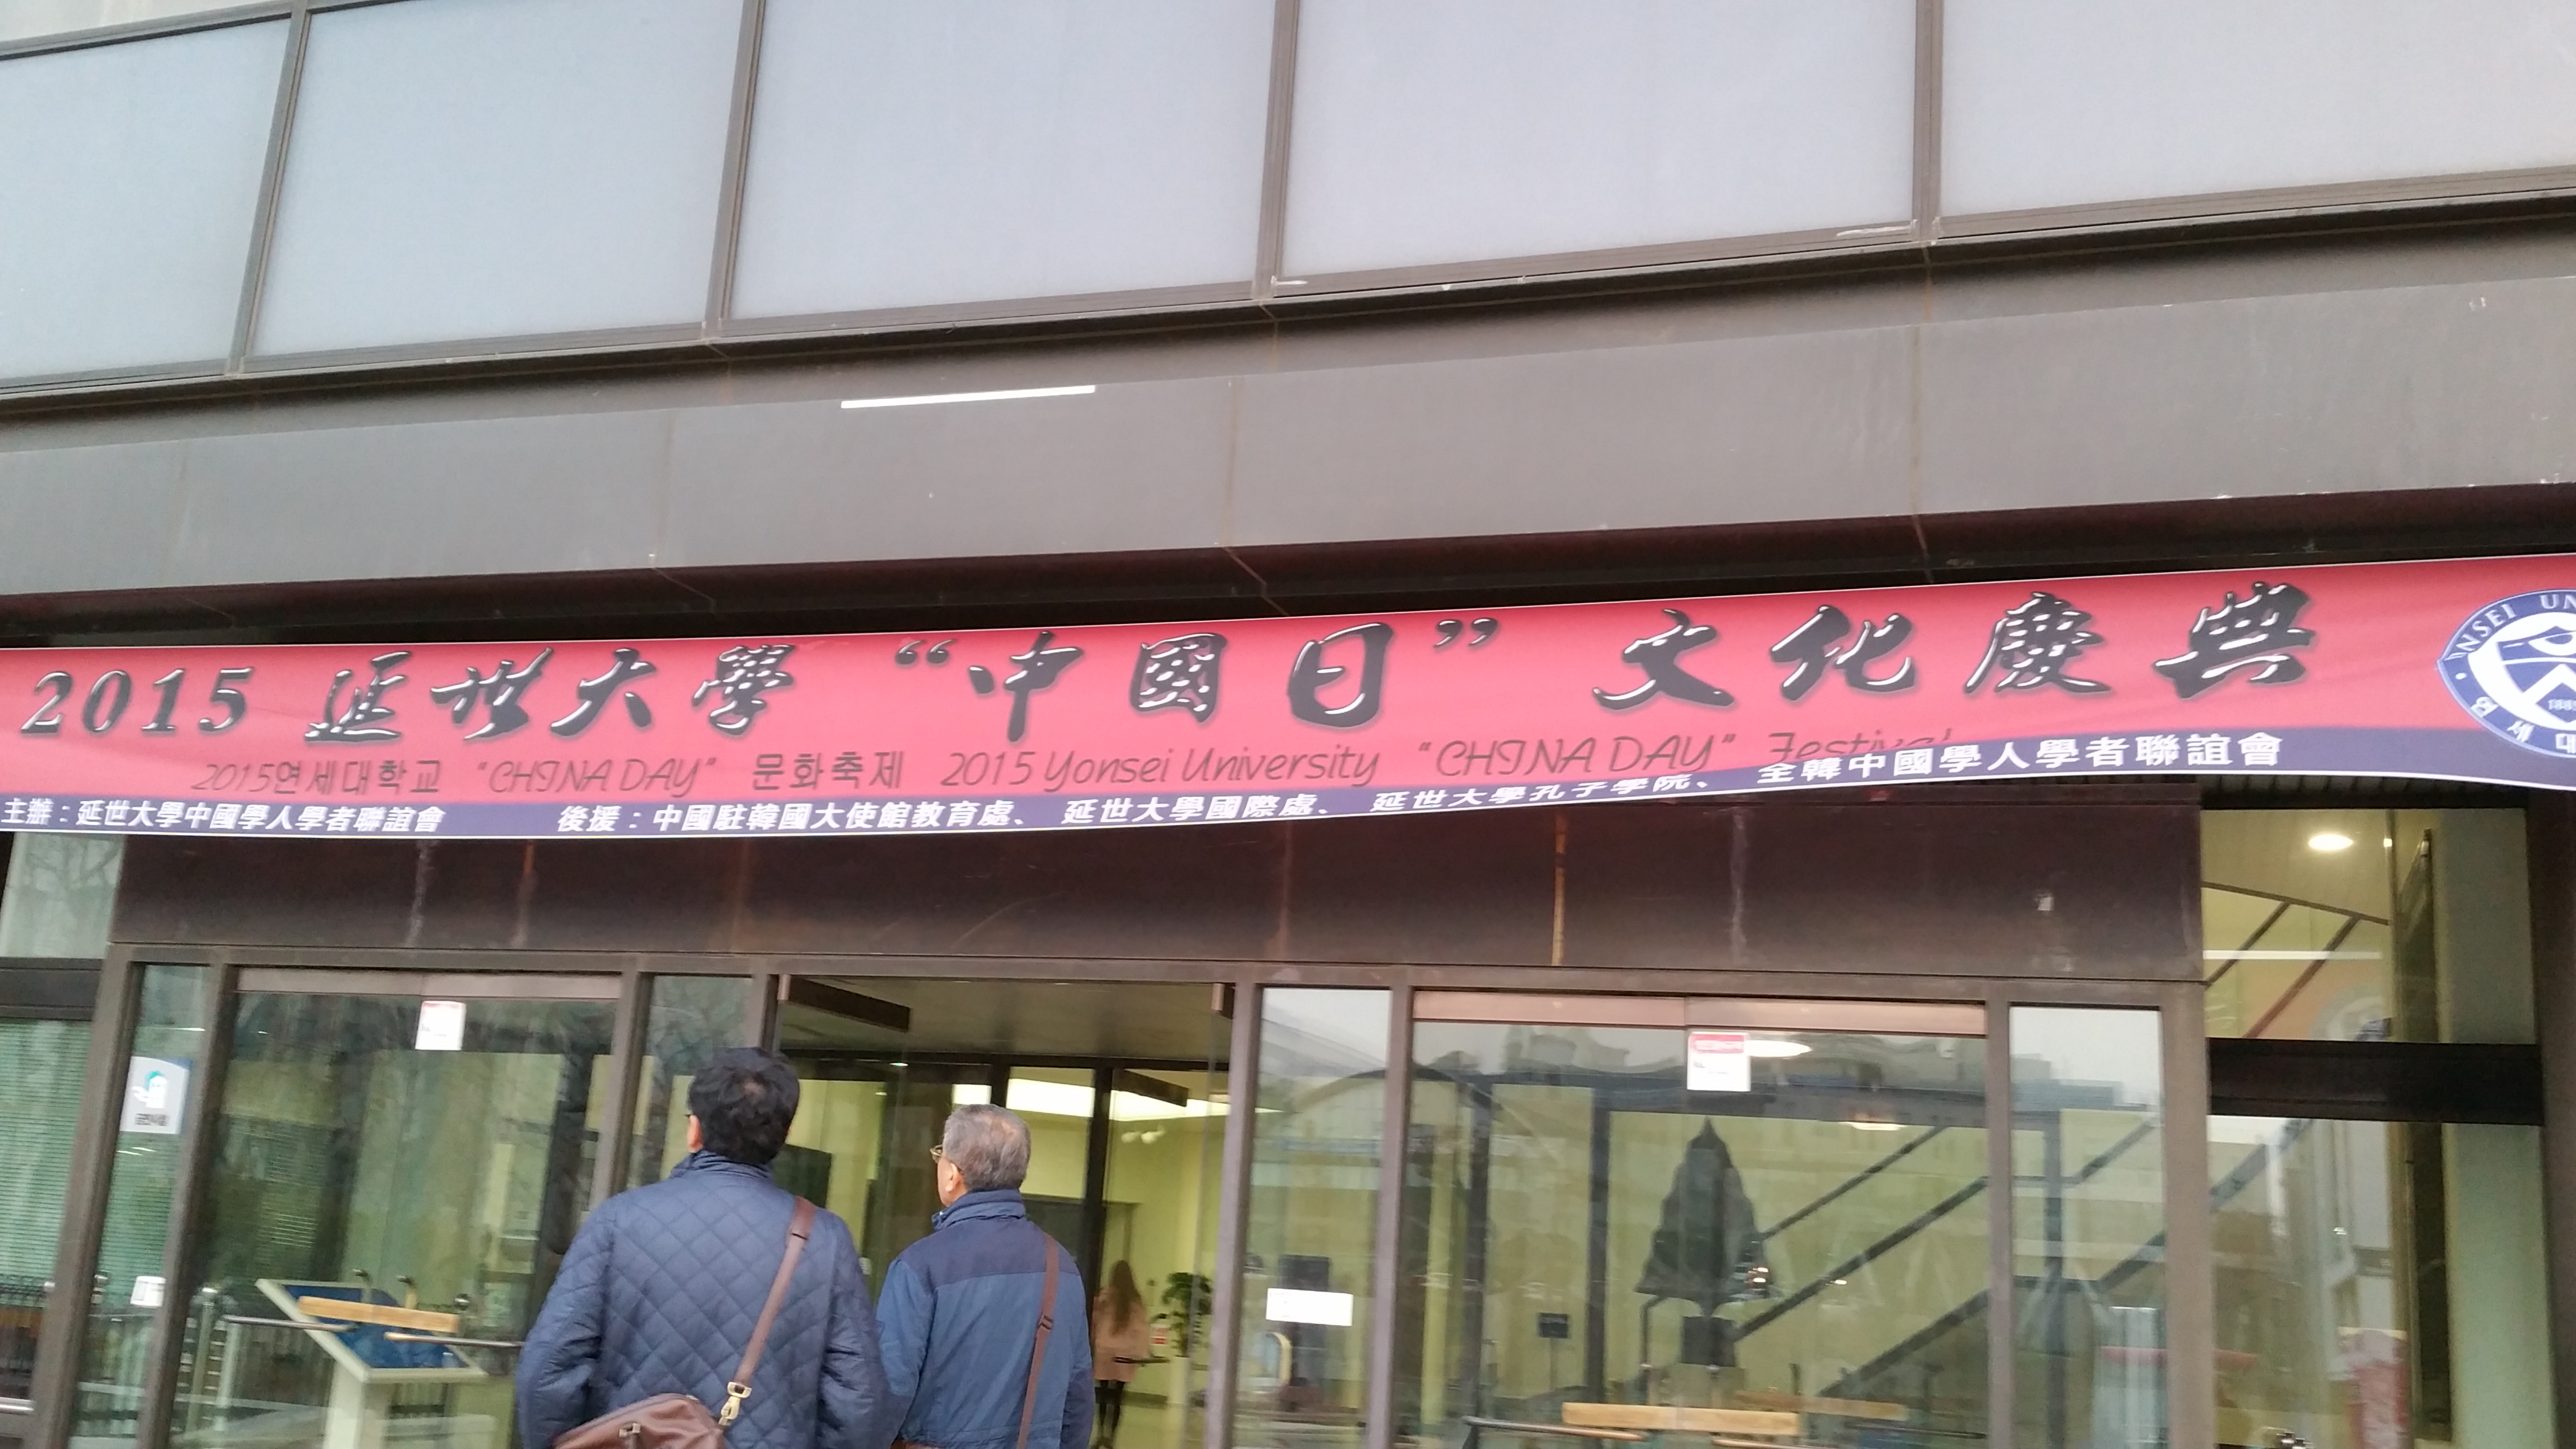 2015 延世大學 “中國日” 文化慶典
2015연세대학교 “CHINA DAY” 문화축제 2015 Yonsei University “CHINA DAY” Festival
主辦：延世大學中國學人學者聯誼會 後援：中國駐韓國大使館教育處、 延世大學國際處、 延世大學孔子學院、 全韓中國學人學者聯誼會